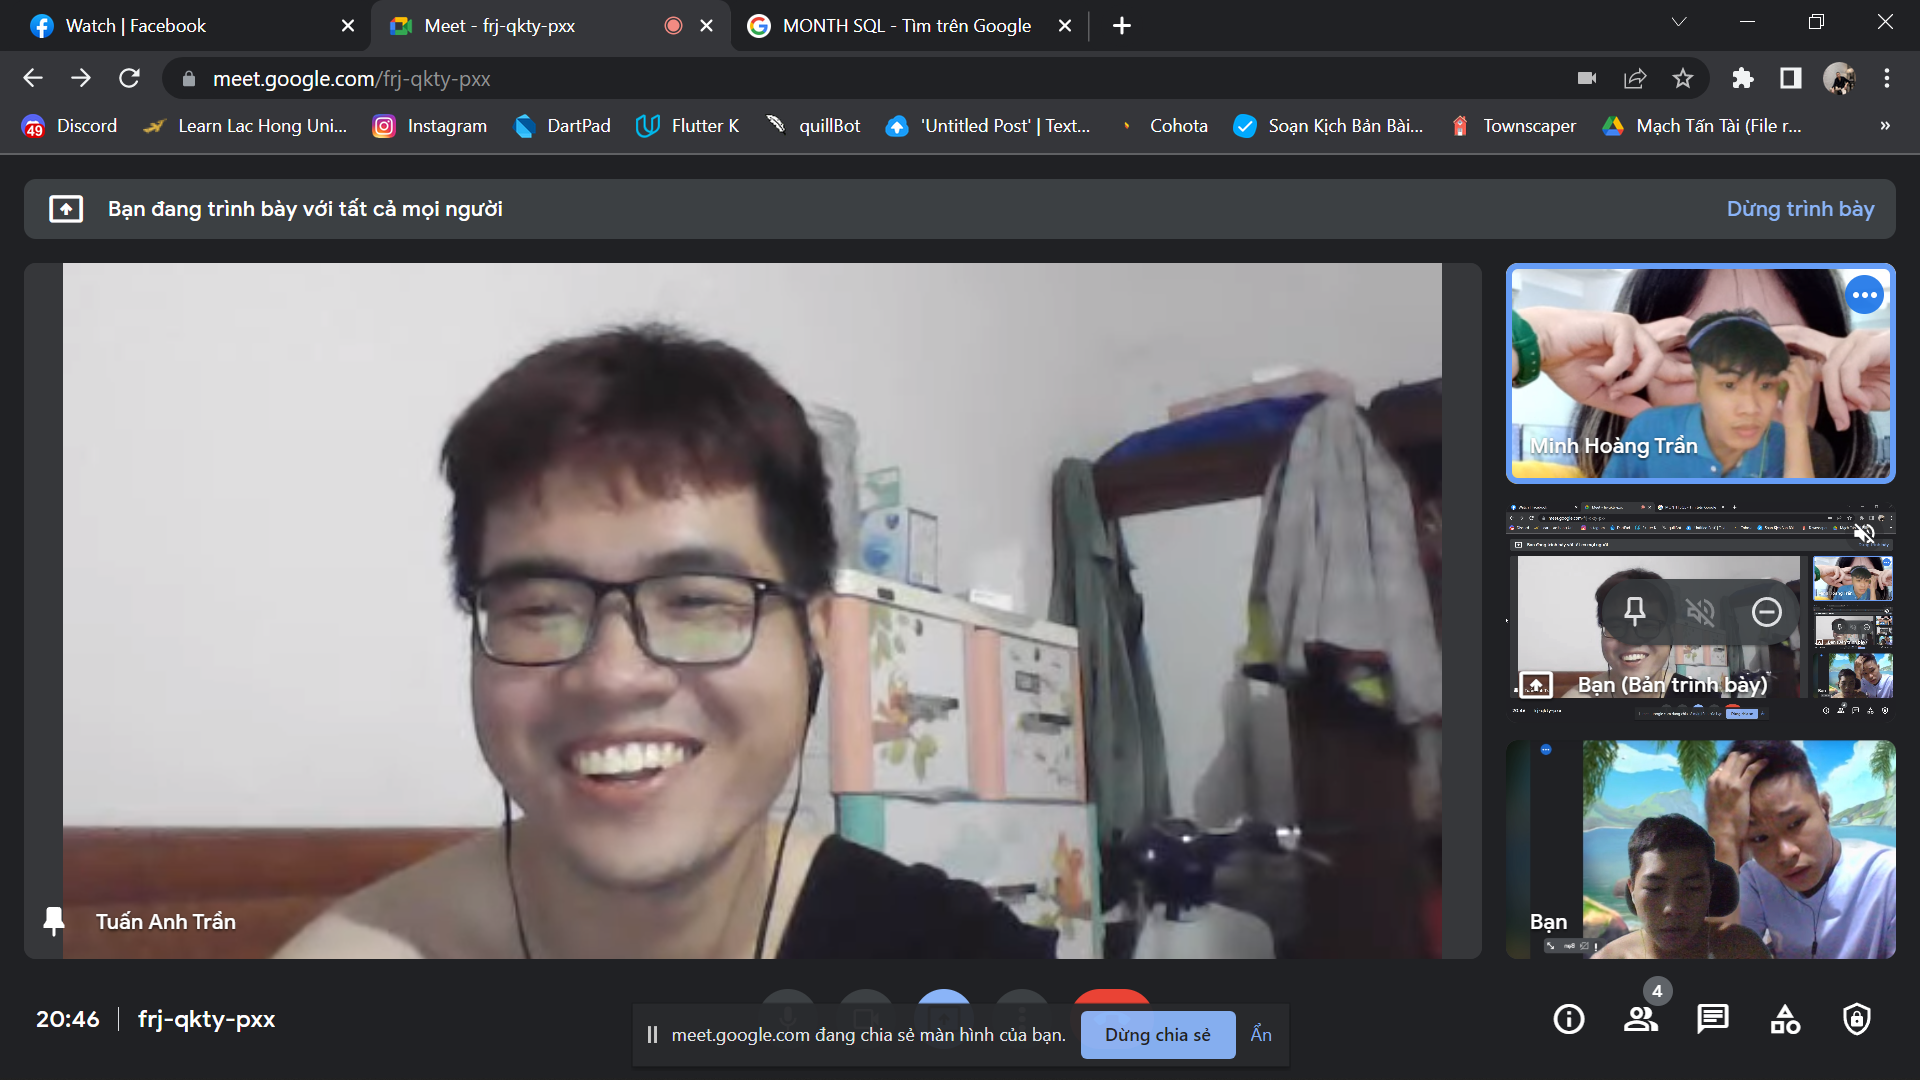 Watch | Facebook
Meet - frj-qkty-pxx
MONTH SQL - Tìm trên Google
meet.google.com/frj-qkty-pxx
49
Discord
Learn Lac Hong Uni...
Instagram
DartPad
Flutter K
quillBot
'Untitled Post' | Text...
Cohota
Soạn Kịch Bản Bài...
Townscaper
Mạch Tấn Tài (File r...
»
Bạn đang trình bày với tất cả mọi người
Dừng trình bày
Minh Hoàng Trần
Bạn (Bản trình bày)
Tuấn Anh Trần
Bạn
20:46
frj-qkty-pxx
meet.google.com đang chia sẻ màn hình của bạn.
Dừng chia sẻ
Ẩn
4